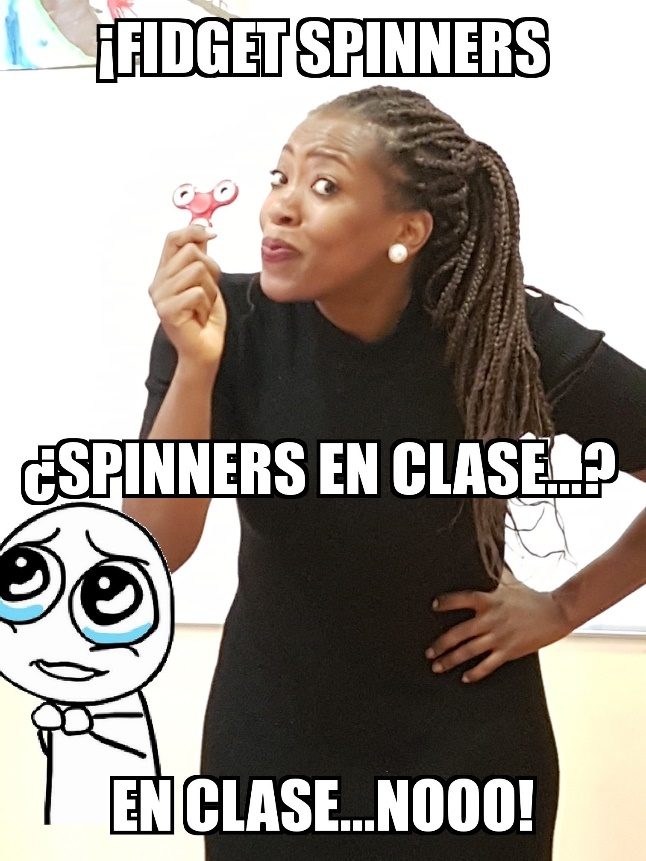 ¡FIDGET SPINNERS
¿SPINNERS EN CLASE...?
EN CLASE...NOOO!